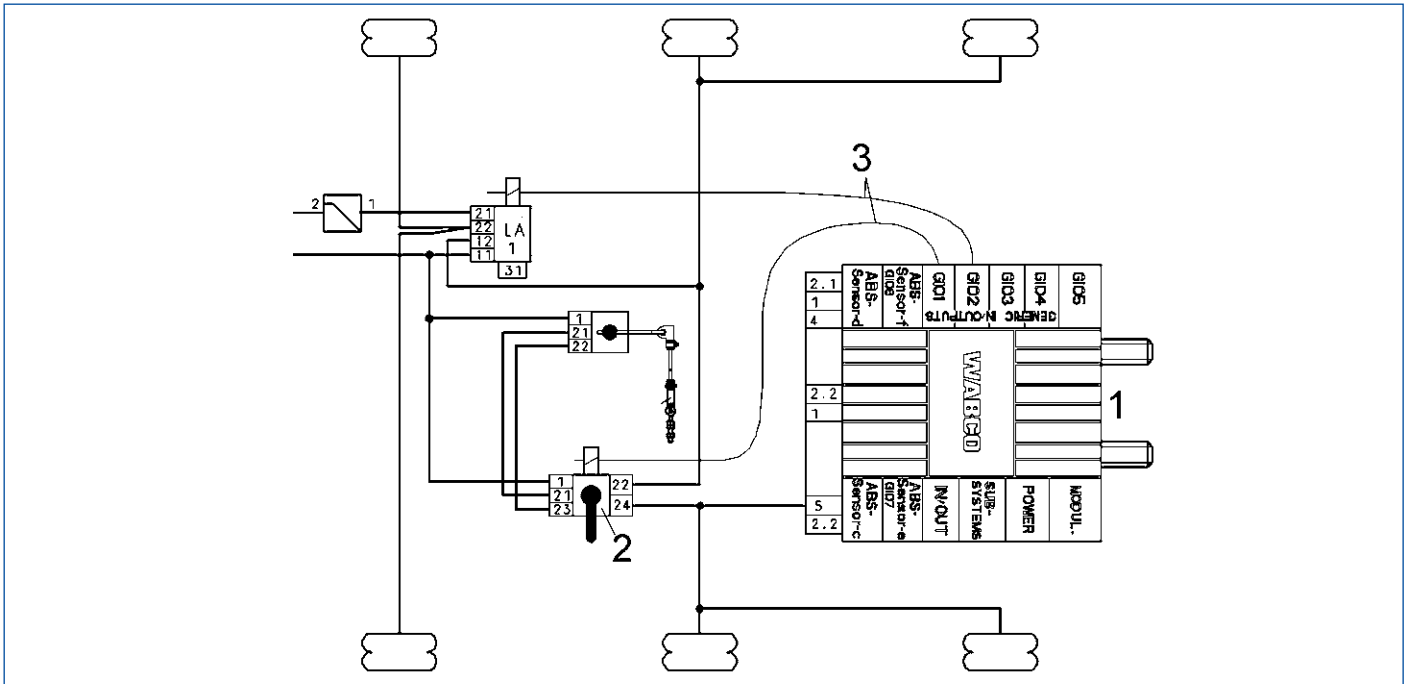 3
2 1
21
22
12
11
LA
1
31
1
21
22
1
21
23
22
24
2
2.1
1
4
2.2
1
5
2.2
ABS-
Sensor-d
ABS-
Sensor-f
GIO6
GIO1
GIO2
GIO3
GIO4
GIO5
GENERIC IN/OUTPUTS
WABCO
1
ABS-
Sensor-c
ABS-
Sensor-e
GIO7
IN/OUT
SUB-
SYSTEMS
POWER
MODUL.